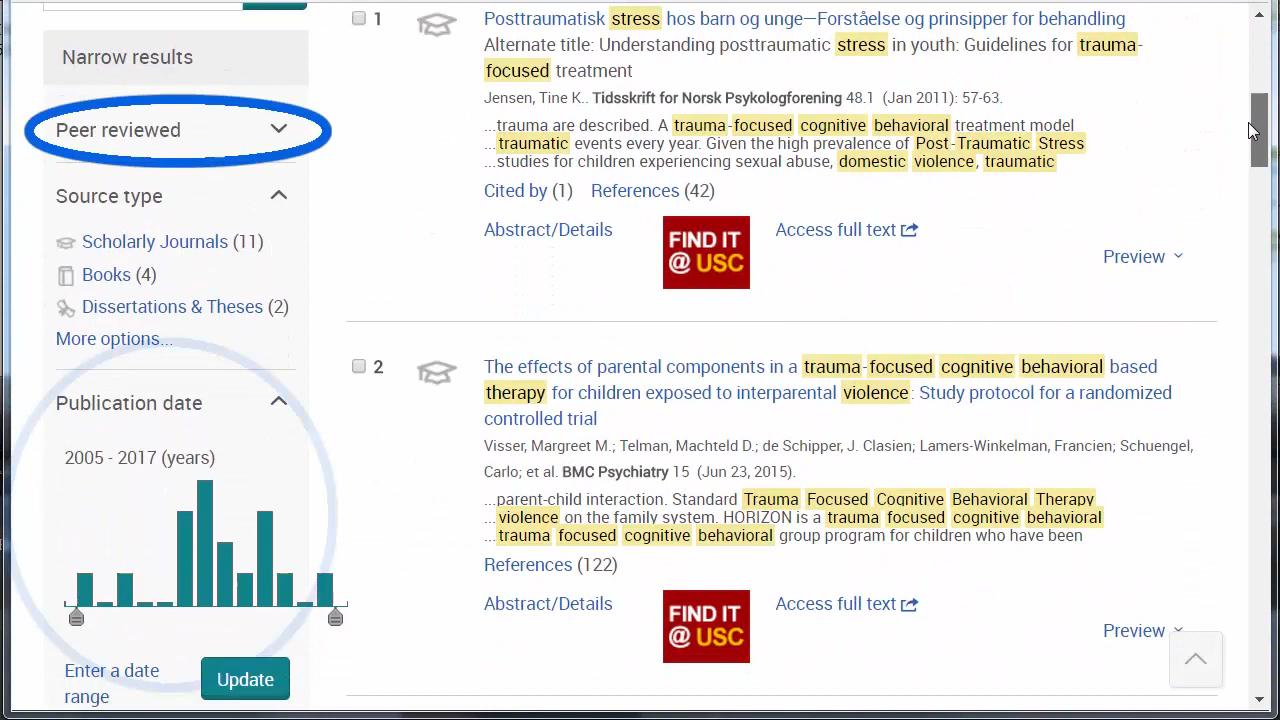 Narrow results
Peer reviewed
Source type
Scholarly Journals (11)
Books (4)
Dissertations & Theses (2)
More options...
Publication date
2005 - 2017 (years)
Enter a date
range
Update
1
Posttraumatisk stress hos barn og unge—Forståelse og prinsipper for behandling
Alternate title: Understanding posttraumatic stress in youth: Guidelines for trauma-
focused treatment
Jensen, Tine K.. Tidsskrift for Norsk Psykologforening 48.1 (Jan 2011): 57-63.
...trauma are described. A trauma-focused cognitive behavioral treatment model
...traumatic events every year. Given the high prevalence of Post-Traumatic Stress
...studies for children experiencing sexual abuse, domestic violence, traumatic
Cited by (1) References (42)
Abstract/Details FIND IT @ USC Access full text
Preview
2
The effects of parental components in a trauma-focused cognitive behavioral based
therapy for children exposed to interparental violence: Study protocol for a randomized
controlled trial
Visser, Margreet M.; Telman, Machteld D.; de Schipper, J. Clasien; Lamers-Winkelman, Francien; Schuengel,
Carlo; et al. BMC Psychiatry 15 (Jun 23, 2015).
...parent-child interaction. Standard Trauma Focused Cognitive Behavioral Therapy
...violence on the family system. HORIZON is a trauma focused cognitive behavioral
...trauma focused cognitive behavioral group program for children who have been
References (122)
Abstract/Details FIND IT @ USC Access full text
Preview